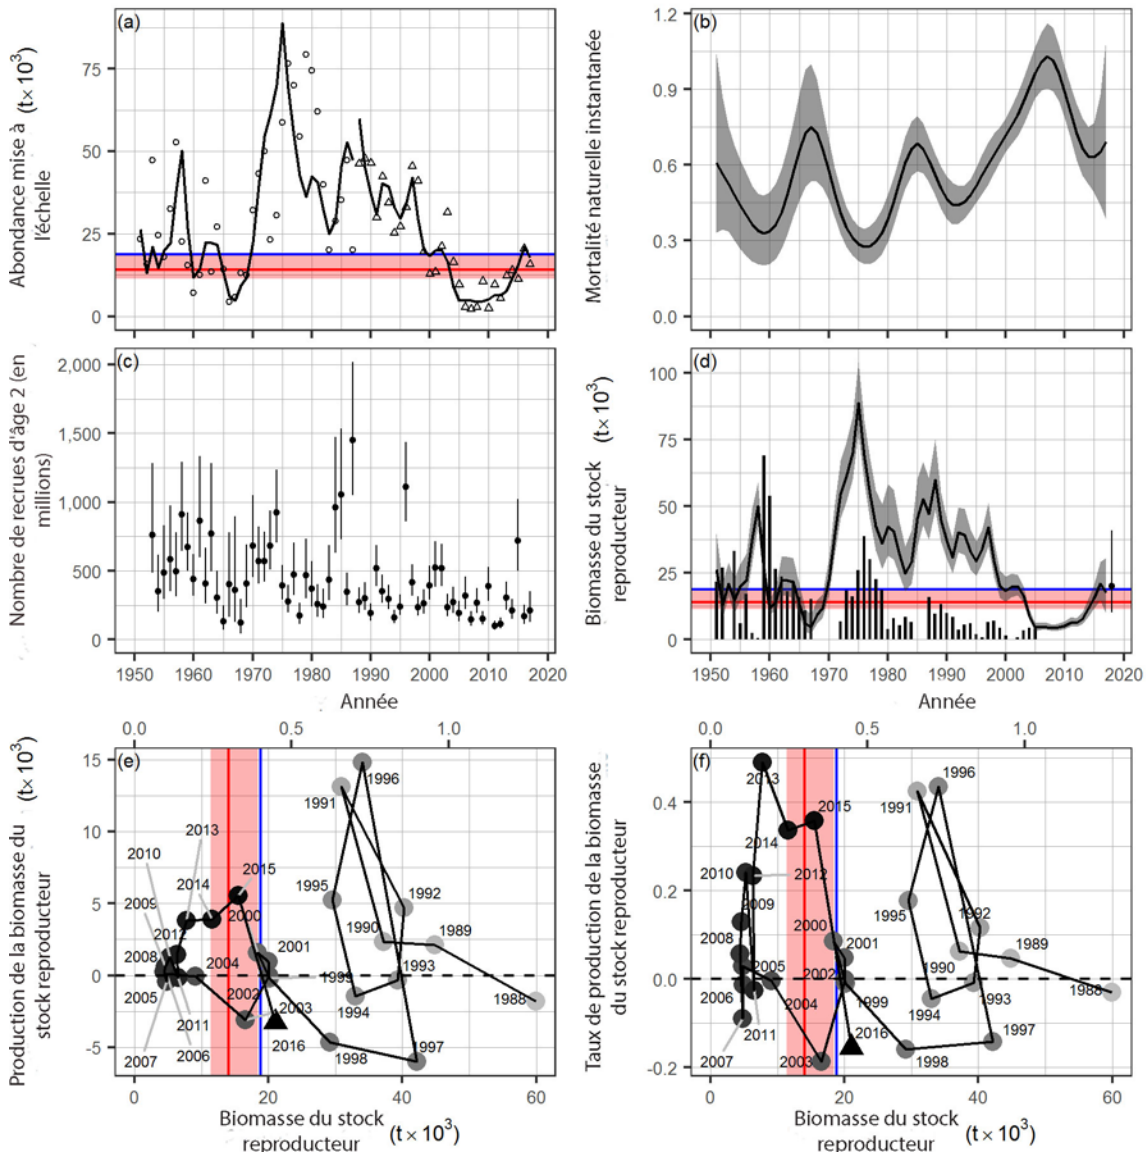 (a)
(t× 10³)
Abondance mise à
l'échelle
75
50
25
0
(b)
Mortalité naturelle instantanée
1.2
0.9
0.6
0.3
0.0
(c)
Nombre de recrues d'âge 2 (en
millions)
2,000
1,500
1,000
500
0
1950 1960 1970 1980 1990 2000 2010 2020
Année
(d)
(t× 10³)
Biomasse du stock
reproducteur
100
75
50
25
0
1950 1960 1970 1980 1990 2000 2010 2020
Année
0.0 0.5 1.0
(e)
(t× 10³)
Production de la biomasse du
stock reproducteur
15
10
5
0
-5
1996
1991
2013
2010
2014
2015
1995
1992
2009
2000
1990
1989
2012
2001
2008
2004
1999
1993
2005
2002
2003
1994
1988
2011
2016
1997
2007
2006
1998
0 20 40 60
Biomasse du stock
reproducteur (t× 10³)
0.0 0.5 1.0
(f)
Taux de production de la biomasse
du stock reproducteur
0.4
0.2
0.0
-0.2
2013
1996
1991
2015
2014
2010
2012
1995
2009
1992
2000
2008
2001
1989
2005
2002
1990
2006
2004
1999
1993
1988
1994
2011
2016
1997
2007
2003
1998
0 20 40 60
Biomasse du stock
reproducteur (t× 10³)